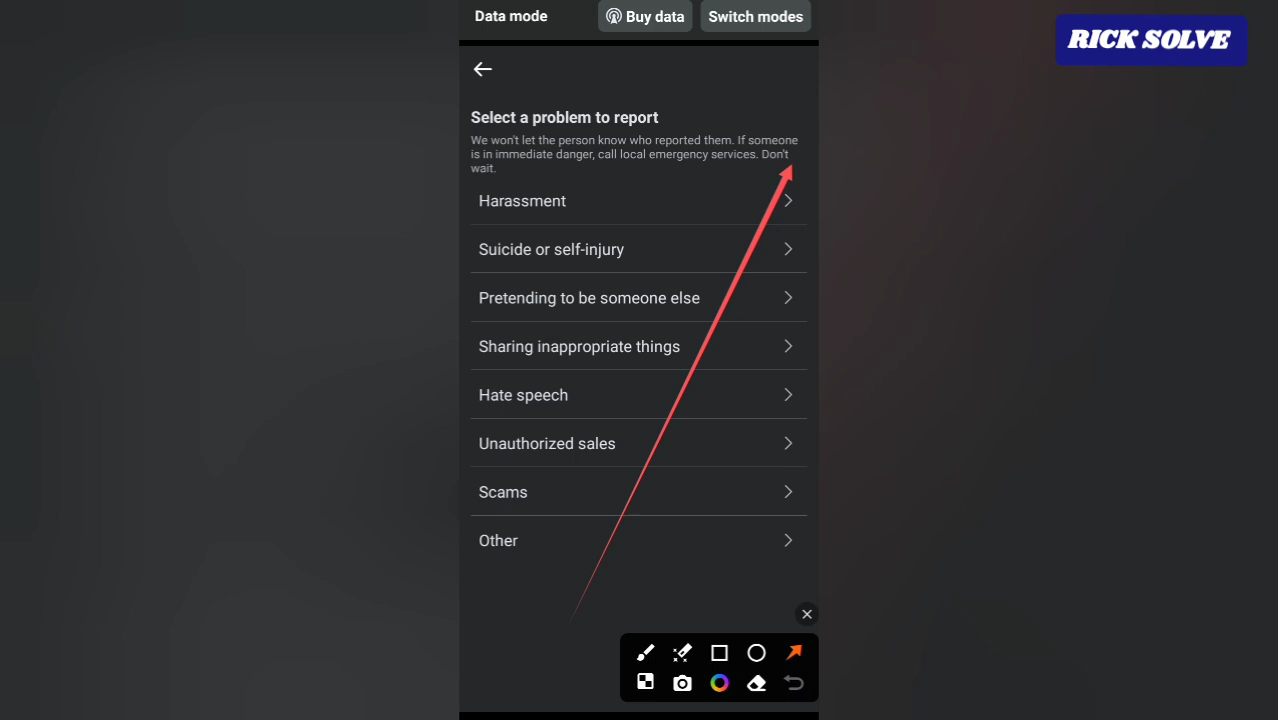 Data mode
Buy data
Switch modes
RICK SOLVE
Select a problem to report
We won't let the person know who reported them. If someone
is in immediate danger, call local emergency services. Don't
wait.
Harassment
Suicide or self-injury
Pretending to be someone else
Sharing inappropriate things
Hate speech
Unauthorized sales
Scams
Other